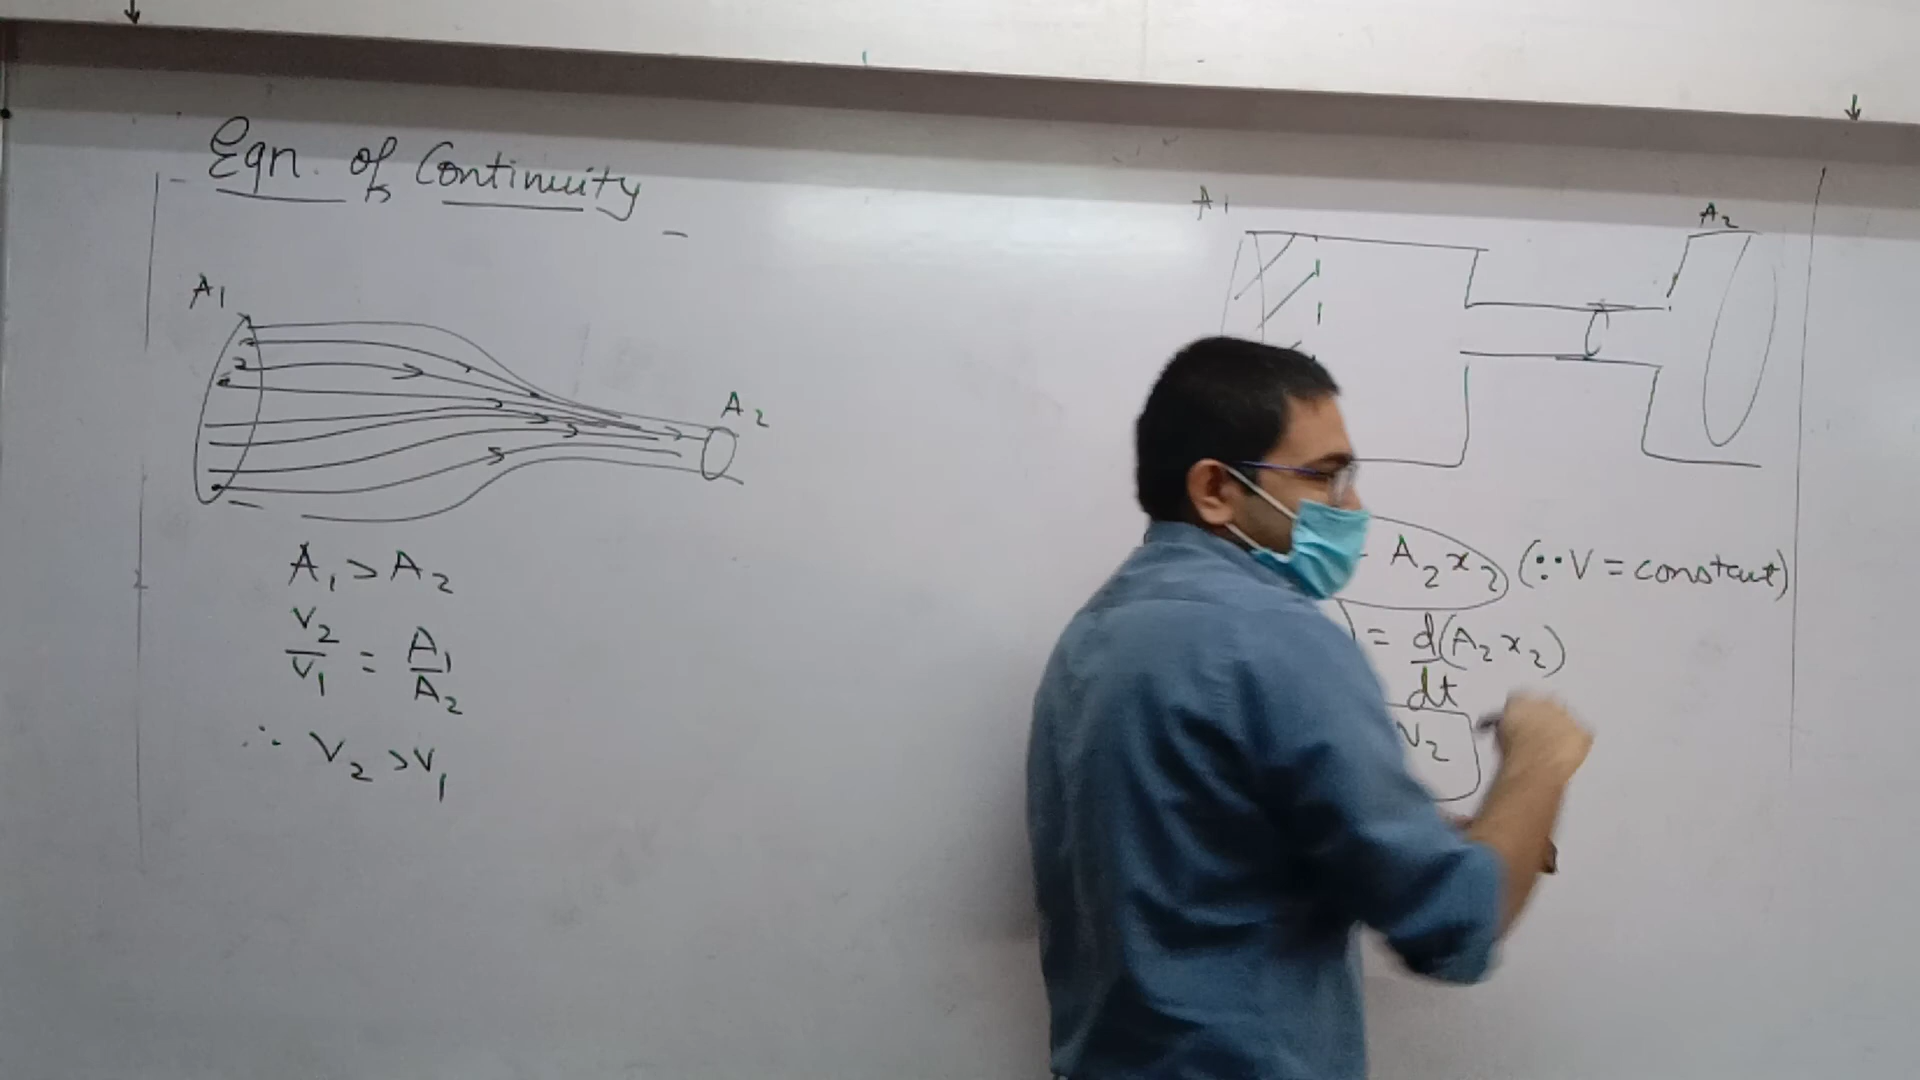 Eqn. of Continuity
A1
A2
A1 > A2
V2/V1 = A1/A2
∴ V2 > V1
A1
A2
A2x2 (∵ V = constant)
) = d(A2x2)/dt
V2